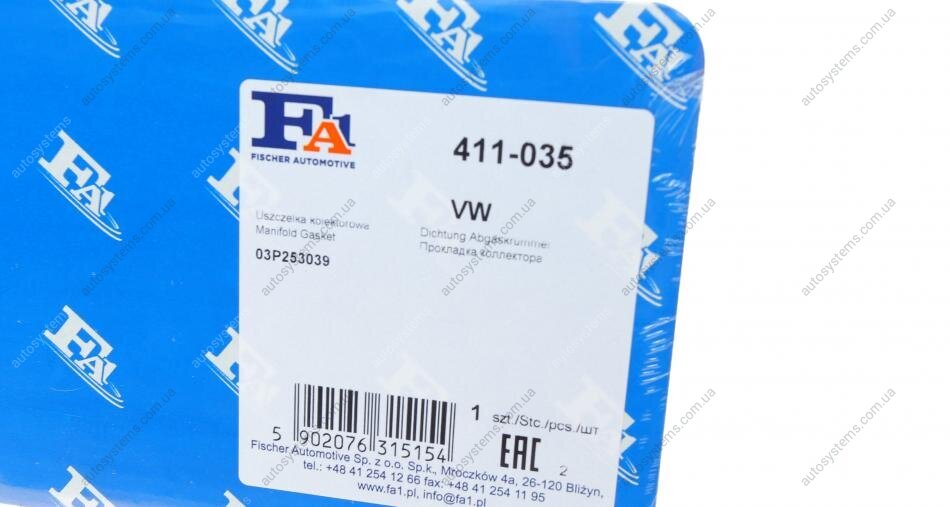 FA1
FISCHER AUTOMOTIVE
411-035
VW
Uszczelka kolektorowa
Manifold Gasket
Dichtung Abgaskrummer
Прокладка коллектора
03P253039
1 szt./Stc./pcs./шт
5 902076 315154
EAC 2
Fischer Automotive Sp. z o.o. Sp.k., Mroczków 4a, 26-120 Bliżyn,
tel.: +48 41 254 12 66 fax: +48 41 254 11 95
www.fa1.pl, info@fa1.pl
autosystems.com.ua